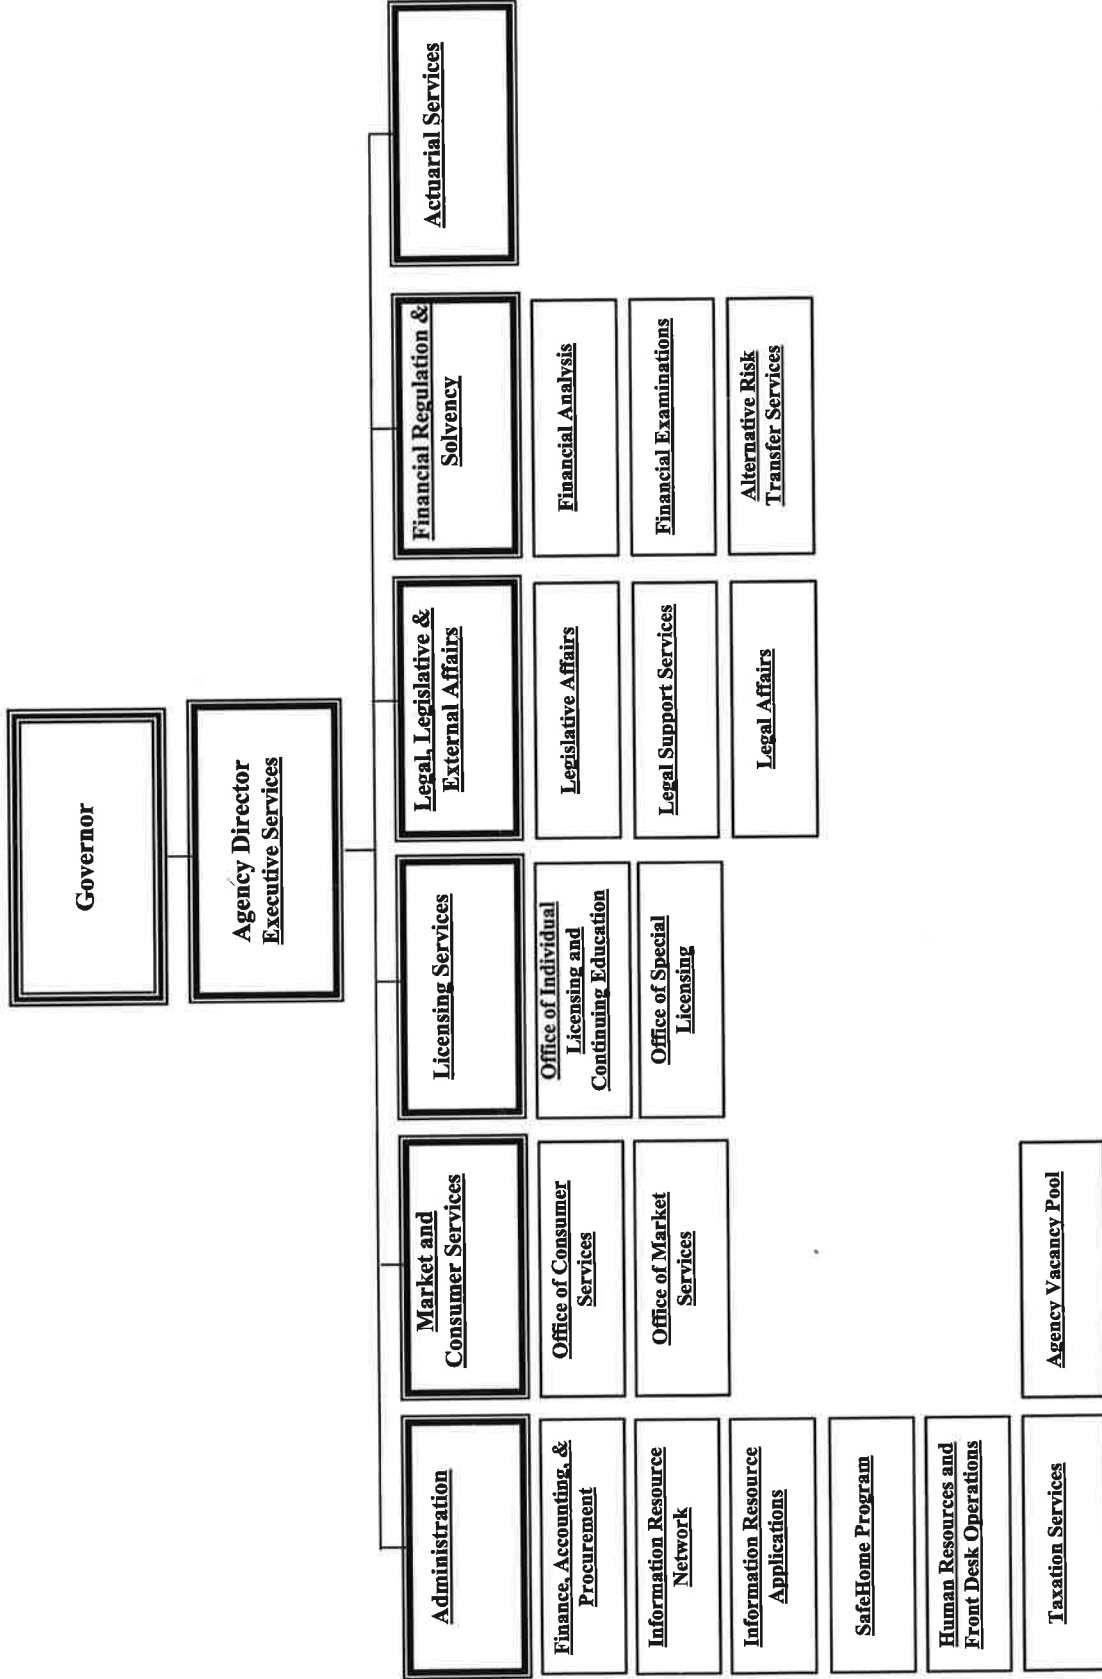 Governor
Agency Director
Executive Services
Administration
Finance, Accounting, &
Procurement
Information Resource
Network
Information Resource
Applications
SafeHome Program
Human Resources and
Front Desk Operations
Taxation Services
Market and
Consumer Services
Office of Consumer
Services
Office of Market
Services
Agency Vacancy Pool
Licensing Services
Office of Individual
Licensing and
Continuing Education
Office of Special
Licensing
Legal, Legislative &
External Affairs
Legislative Affairs
Legal Support Services
Legal Affairs
Financial Regulation &
Solvency
Financial Analysis
Financial Examinations
Alternative Risk
Transfer Services
Actuarial Services